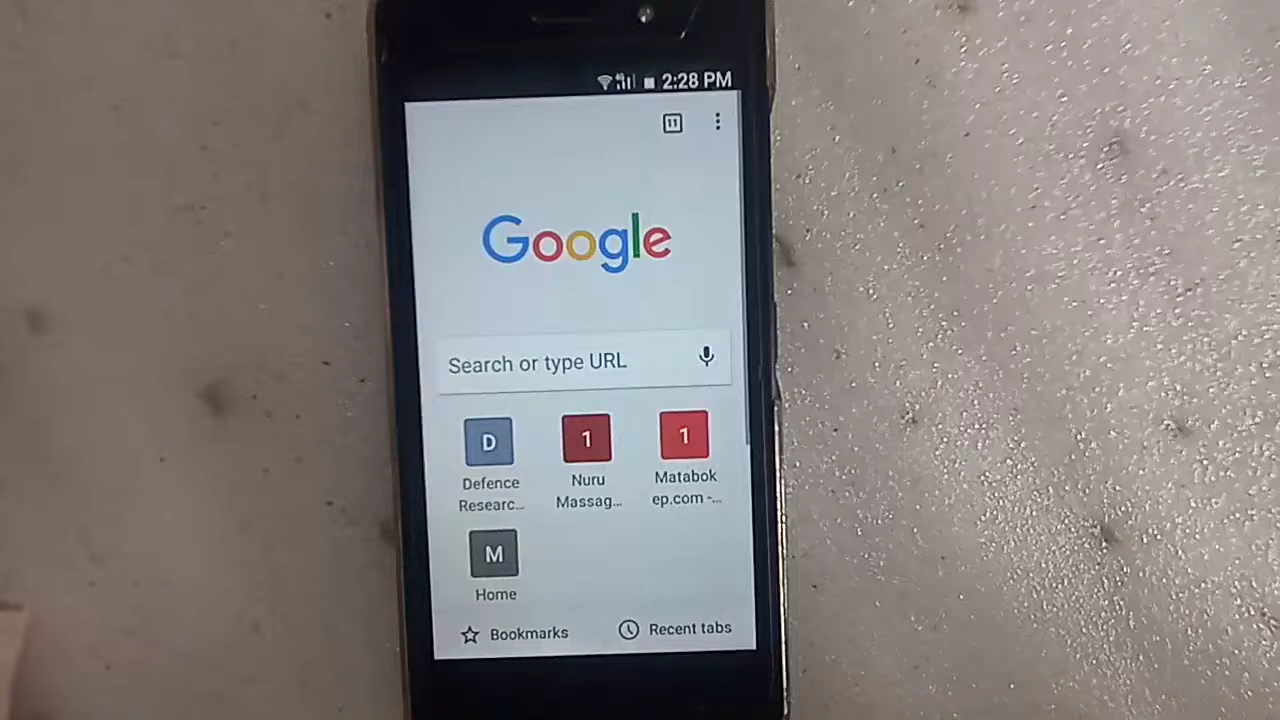 2:28 PM
11
Google
Search or type URL
D
1
1
Defence
Researc...
Nuru
Massag...
Matabok
ep.com -...
M
Home
Bookmarks
Recent tabs